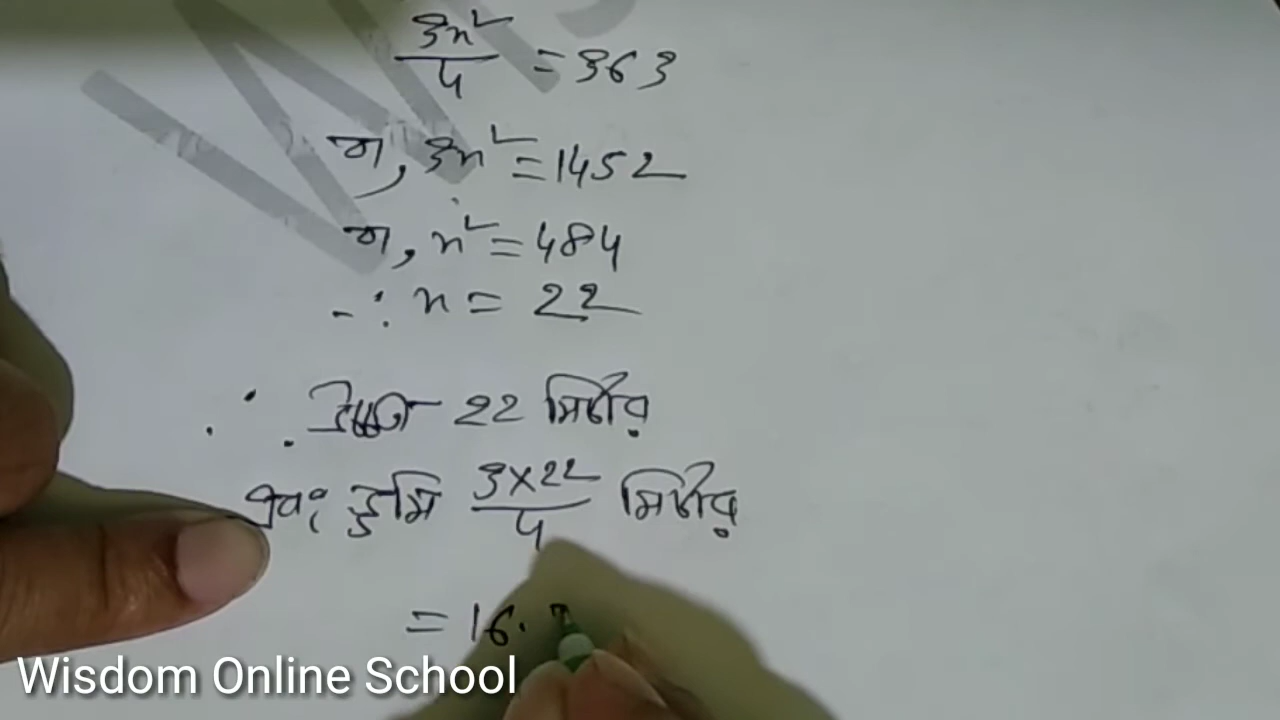 3x²/4 = 363
বা, 3x² = 1452
বা, x² = 484
∴ x = 22
∴ উচ্চতা 22 মিটার
এবং ভূমি 3×22/4 মিটার
= 16.
Wisdom Online School